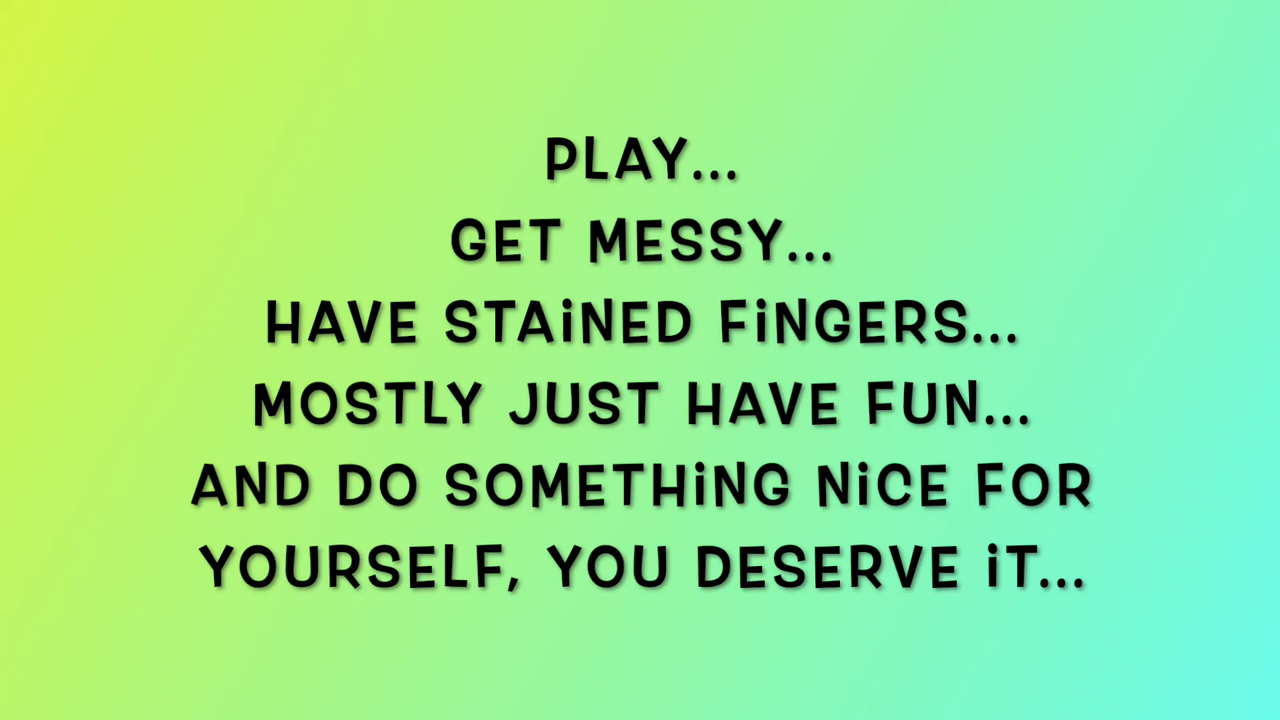 PLAY...
GET MESSY...
HAVE STAiNED FiNGERS...
MOSTLY JUST HAVE FUN...
AND DO SOMETHiNG NiCE FOR
YOURSELF, YOU DESERVE iT...